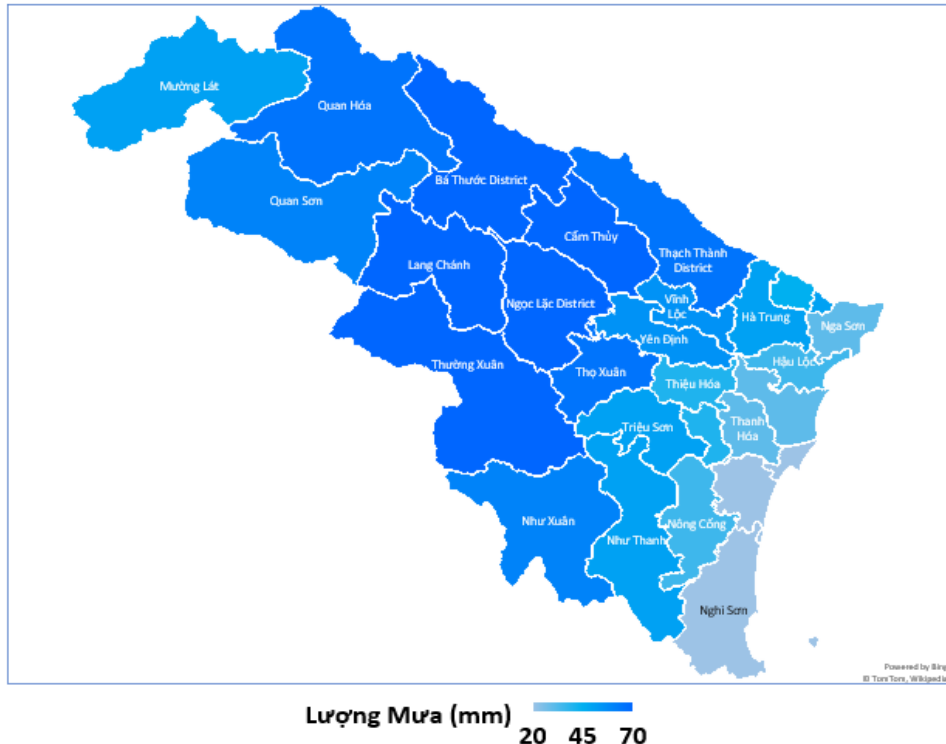 Mường Lát
Quan Hóa
Bá Thước District
Quan Sơn
Cẩm Thủy
Thạch Thành
District
Lang Chánh
Ngọc Lặc District
Vĩnh
Lộc
Hà Trung
Nga Sơn
Yên Định
Hậu Lộc
Thường Xuân
Thọ Xuân
Thiệu Hóa
Triệu Sơn
Thanh
Hóa
Như Xuân
Như Thanh
Nông Cống
Nghi Sơn
Powered by Bing
© TomTom, Wikipedia
Lượng Mưa (mm)
20 45 70